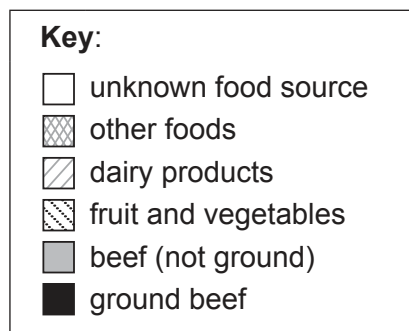 Key:
unknown food source
other foods
dairy products
fruit and vegetables
beef (not ground)
ground beef